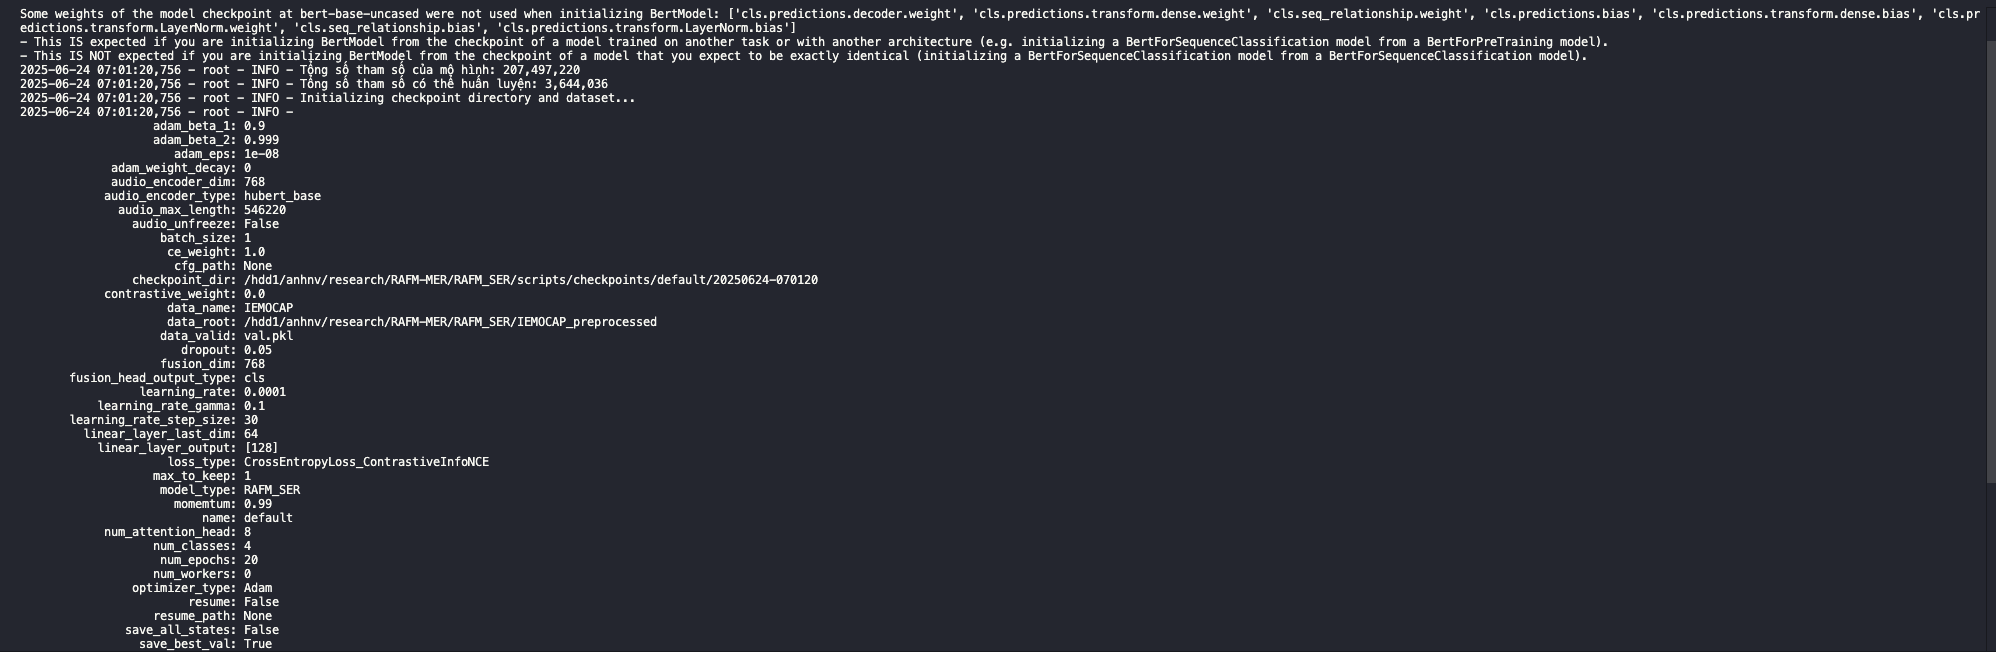 Some weights of the model checkpoint at bert-base-uncased were not used when initializing BertModel: ['cls.predictions.decoder.weight', 'cls.predictions.transform.dense.weight', 'cls.seq_relationship.weight', 'cls.predictions.bias', 'cls.predictions.transform.dense.bias', 'cls.pr
edictions.transform.LayerNorm.weight', 'cls.seq_relationship.bias', 'cls.predictions.transform.LayerNorm.bias']
- This IS expected if you are initializing BertModel from the checkpoint of a model trained on another task or with another architecture (e.g. initializing a BertForSequenceClassification model from a BertForPreTraining model).
- This IS NOT expected if you are initializing BertModel from the checkpoint of a model that you expect to be exactly identical (initializing a BertForSequenceClassification model from a BertForSequenceClassification model).
2025-06-24 07:01:20,756 - root - INFO - Tổng số tham số của mô hình: 207,497,220
2025-06-24 07:01:20,756 - root - INFO - Tổng số tham số có thể huấn luyện: 3,644,036
2025-06-24 07:01:20,756 - root - INFO - Initializing checkpoint directory and dataset...
2025-06-24 07:01:20,756 - root - INFO -
adam_beta_1: 0.9
adam_beta_2: 0.999
adam_eps: 1e-08
adam_weight_decay: 0
audio_encoder_dim: 768
audio_encoder_type: hubert_base
audio_max_length: 546220
audio_unfreeze: False
batch_size: 1
ce_weight: 1.0
cfg_path: None
checkpoint_dir: /hdd1/anhnv/research/RAFM-MER/RAFM_SER/scripts/checkpoints/default/20250624-070120
contrastive_weight: 0.0
data_name: IEMOCAP
data_root: /hdd1/anhnv/research/RAFM-MER/RAFM_SER/IEMOCAP_preprocessed
data_valid: val.pkl
dropout: 0.05
fusion_dim: 768
fusion_head_output_type: cls
learning_rate: 0.0001
learning_rate_gamma: 0.1
learning_rate_step_size: 30
linear_layer_last_dim: 64
linear_layer_output: [128]
loss_type: CrossEntropyLoss_ContrastiveInfoNCE
max_to_keep: 1
model_type: RAFM_SER
momemtum: 0.99
name: default
num_attention_head: 8
num_classes: 4
num_epochs: 20
num_workers: 0
optimizer_type: Adam
resume: False
resume_path: None
save_all_states: False
save_best_val: True